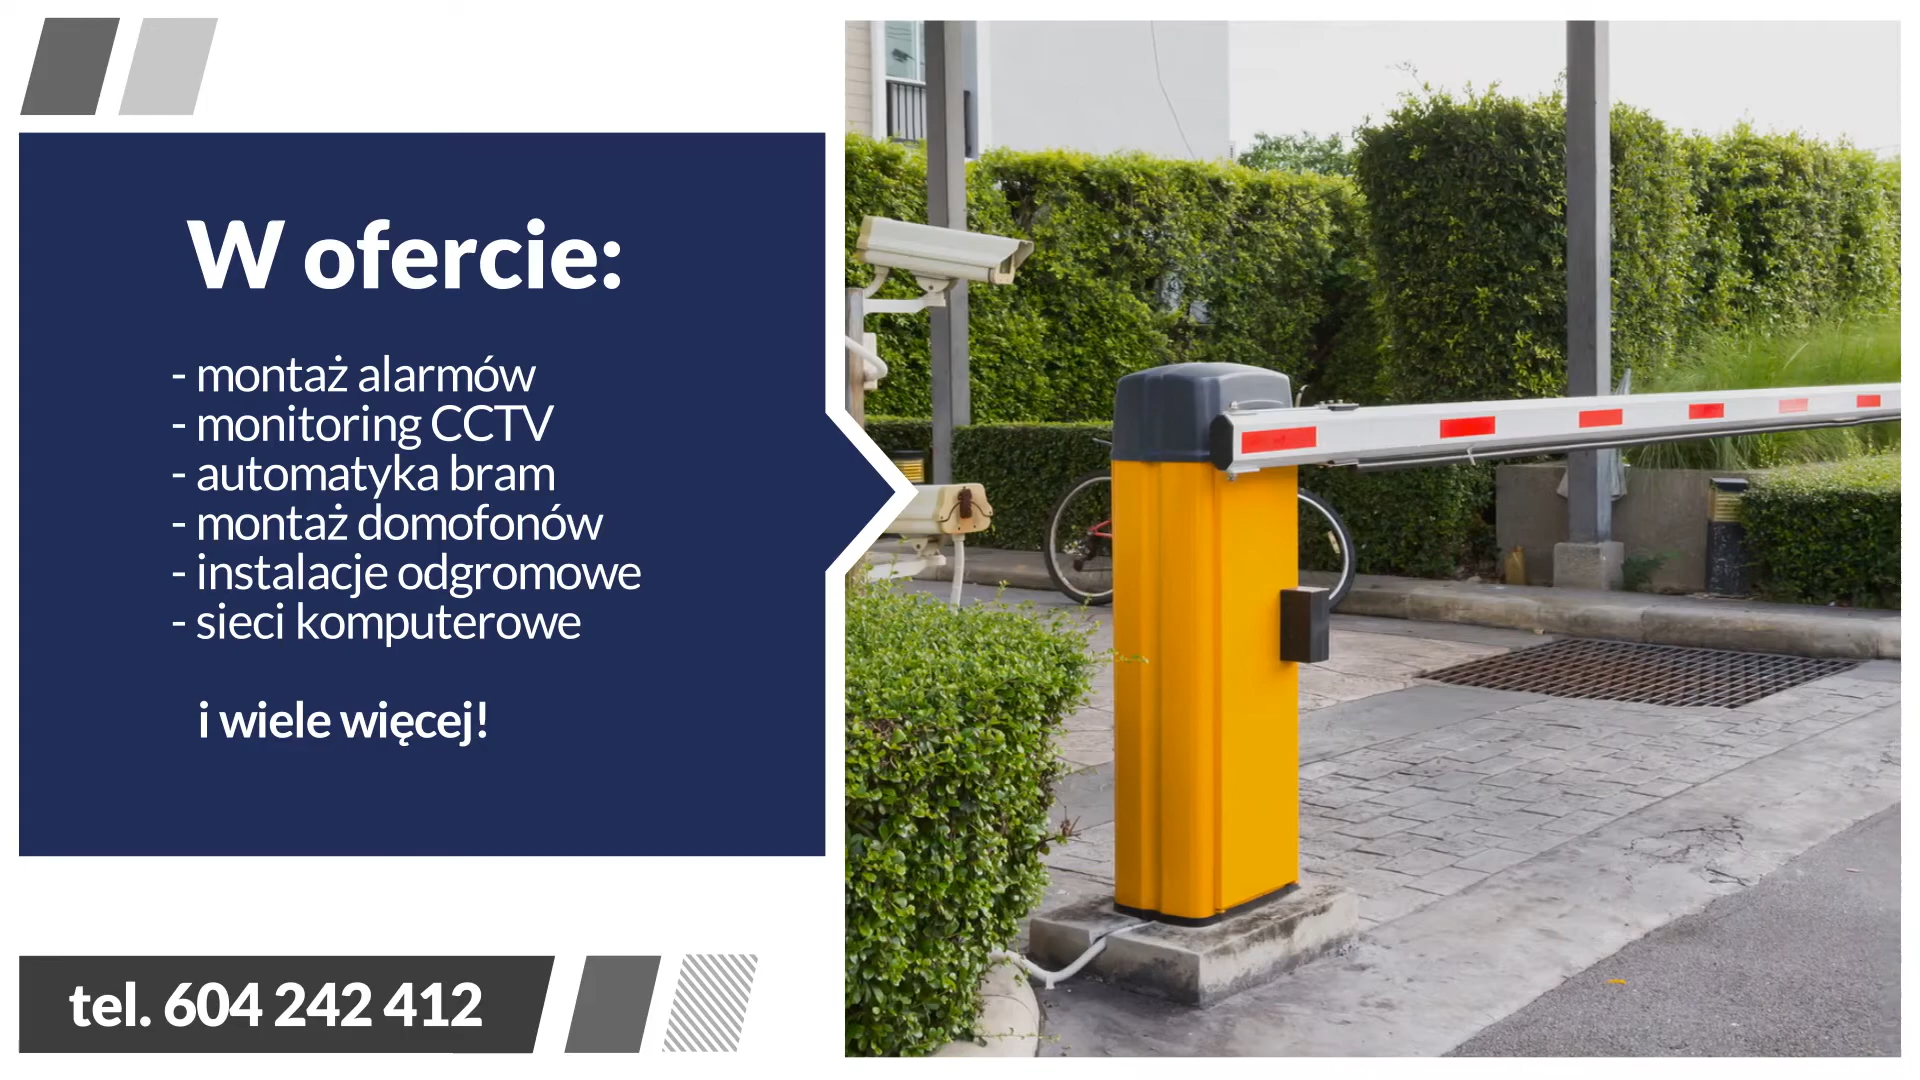 W ofercie:
- montaż alarmów
- monitoring CCTV
- automatyka bram
- montaż domofonów
- instalacje odgromowe
- sieci komputerowe
i wiele więcej!
tel. 604 242 412